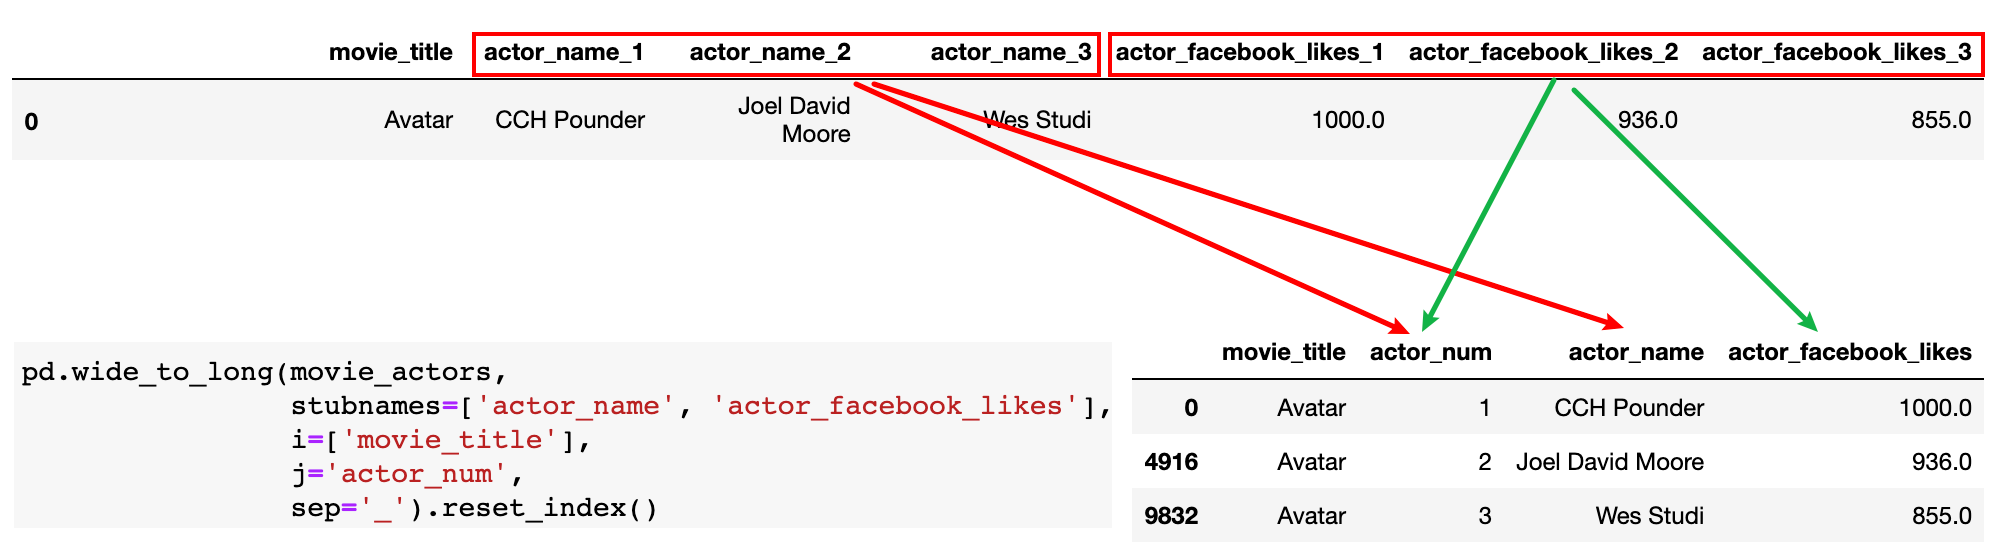 movie_title actor_name_1 actor_name_2 actor_name_3 actor_facebook_likes_1 actor_facebook_likes_2 actor_facebook_likes_3
0 Avatar CCH Pounder Joel David Moore Wes Studi 1000.0 936.0 855.0
pd.wide_to_long(movie_actors,
stubnames=['actor_name', 'actor_facebook_likes'],
i=['movie_title'],
j='actor_num',
sep='_').reset_index()
movie_title actor_num actor_name actor_facebook_likes
0 Avatar 1 CCH Pounder 1000.0
4916 Avatar 2 Joel David Moore 936.0
9832 Avatar 3 Wes Studi 855.0